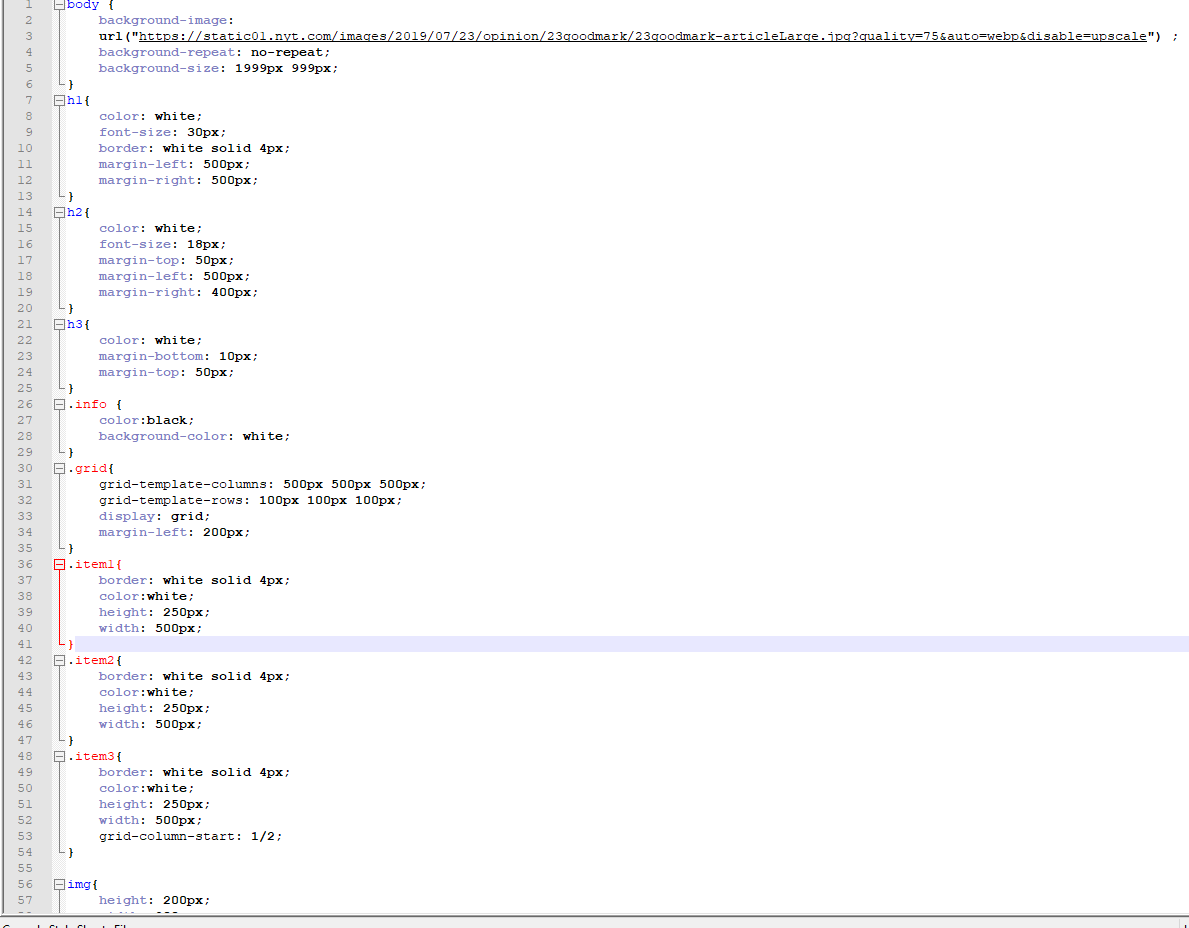 1 body {
2 background-image:
3 url("https://static01.nyt.com/images/2019/07/23/opinion/23goodmark/23goodmark-articleLarge.jpg?quality=75&auto=webp&disable=upscale") ;
4 background-repeat: no-repeat;
5 background-size: 1999px 999px;
6 }
7 h1{
8 color: white;
9 font-size: 30px;
10 border: white solid 4px;
11 margin-left: 500px;
12 margin-right: 500px;
13 }
14 h2{
15 color: white;
16 font-size: 18px;
17 margin-top: 50px;
18 margin-left: 500px;
19 margin-right: 400px;
20 }
21 h3{
22 color: white;
23 margin-bottom: 10px;
24 margin-top: 50px;
25 }
26 .info {
27 color:black;
28 background-color: white;
29 }
30 .grid{
31 grid-template-columns: 500px 500px 500px;
32 grid-template-rows: 100px 100px 100px;
33 display: grid;
34 margin-left: 200px;
35 }
36 .item1{
37 border: white solid 4px;
38 color:white;
39 height: 250px;
40 width: 500px;
41 }
42 .item2{
43 border: white solid 4px;
44 color:white;
45 height: 250px;
46 width: 500px;
47 }
48 .item3{
49 border: white solid 4px;
50 color:white;
51 height: 250px;
52 width: 500px;
53 grid-column-start: 1/2;
54 }
55
56 img{
57 height: 200px;